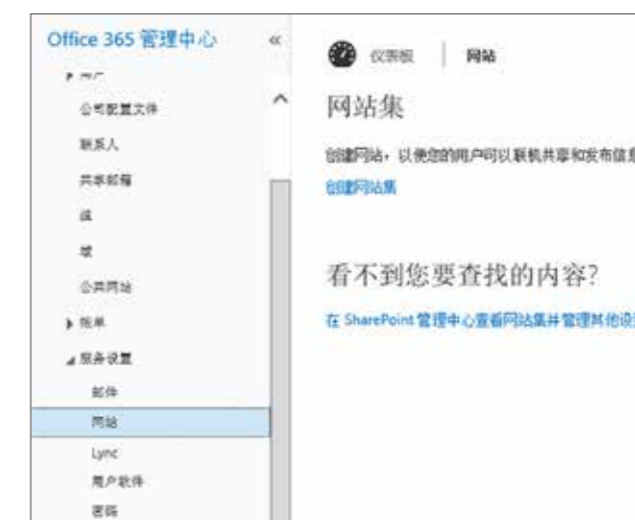 Office 365 管理中心 «
公司配置文件
联系人
共享邮箱
组
域
公共网站
帐单
服务设置
邮件
网站
Lync
用户软件
密码
仪表板 | 网站
网站集
创建网站，以便您的用户可以联机共享和发布信息
创建网站集
看不到您要查找的内容?
在 SharePoint 管理中心查看网站集并管理其他设